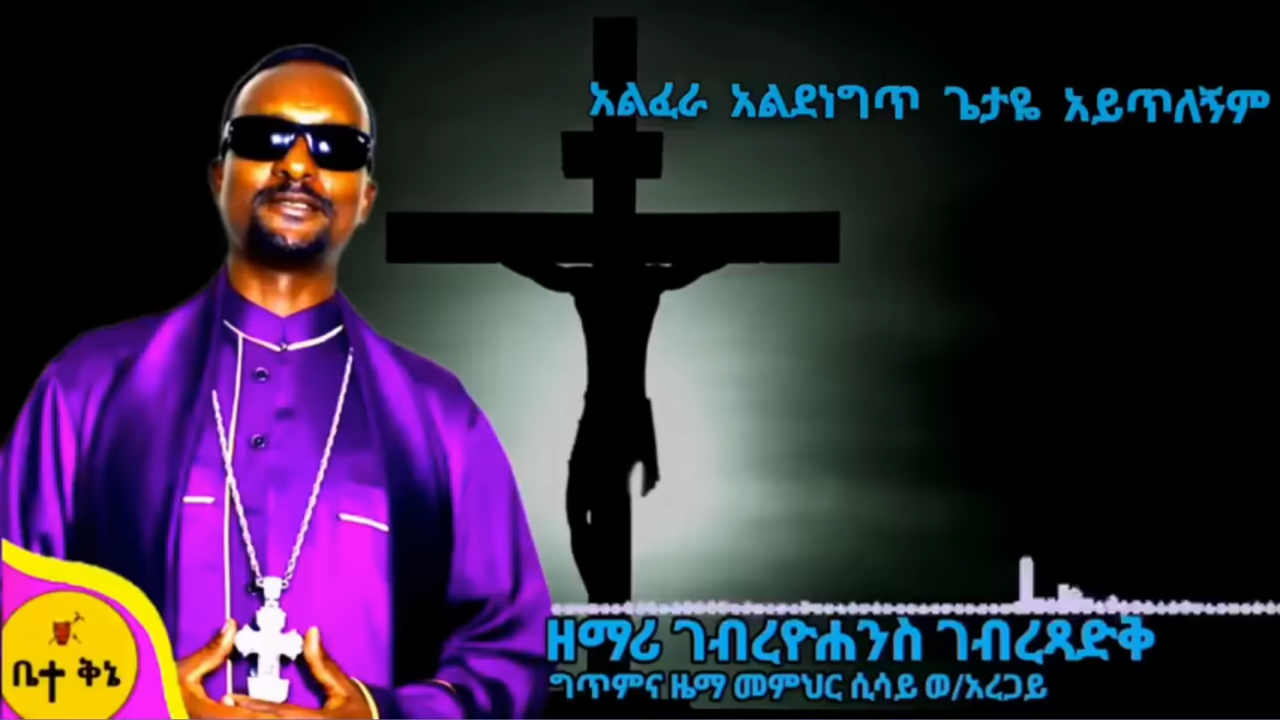 አልፈራ አልደነግጥ ጌታዬ አይጥለኝም
ዘማሪ ገብረዮሐንስ ገብረጻድቅ
ግጥምና ዜማ መምህር ሲሳይ ወ/አረጋይ
ቤተ ቅኔ